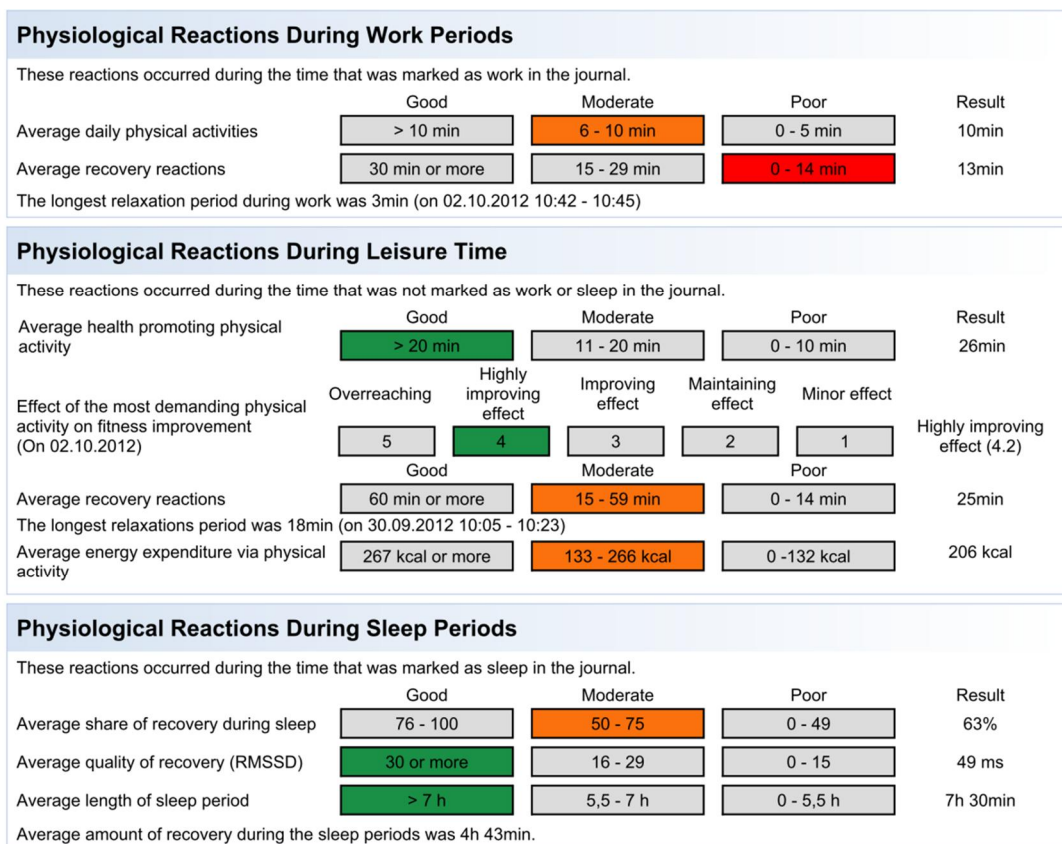 Physiological Reactions During Work Periods
These reactions occurred during the time that was marked as work in the journal.
Good Moderate Poor Result
Average daily physical activities > 10 min 6 - 10 min 0 - 5 min 10min
Average recovery reactions 30 min or more 15 - 29 min 0 - 14 min 13min
The longest relaxation period during work was 3min (on 02.10.2012 10:42 - 10:45)
Physiological Reactions During Leisure Time
These reactions occurred during the time that was not marked as work or sleep in the journal.
Good Moderate Poor Result
Average health promoting physical
activity > 20 min 11 - 20 min 0 - 10 min 26min
Overreaching Highly
improving
effect Improving
effect Maintaining
effect Minor effect
Effect of the most demanding physical
activity on fitness improvement
(On 02.10.2012) 5 4 3 2 1 Highly improving
effect (4.2)
Good Moderate Poor
Average recovery reactions 60 min or more 15 - 59 min 0 - 14 min 25min
The longest relaxations period was 18min (on 30.09.2012 10:05 - 10:23)
Average energy expenditure via physical
activity 267 kcal or more 133 - 266 kcal 0 -132 kcal 206 kcal
Physiological Reactions During Sleep Periods
These reactions occurred during the time that was marked as sleep in the journal.
Good Moderate Poor Result
Average share of recovery during sleep 76 - 100 50 - 75 0 - 49 63%
Average quality of recovery (RMSSD) 30 or more 16 - 29 0 - 15 49 ms
Average length of sleep period > 7 h 5,5 - 7 h 0 - 5,5 h 7h 30min
Average amount of recovery during the sleep periods was 4h 43min.